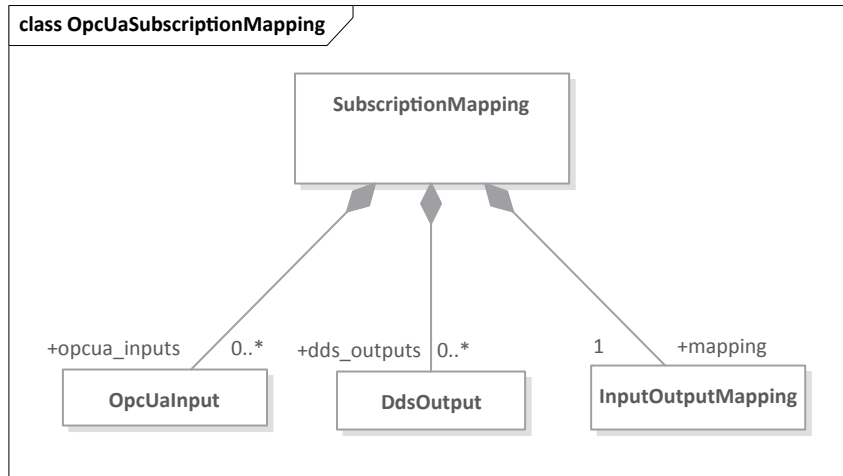 class OpcUaSubscriptionMapping
SubscriptionMapping
+opcua_inputs 0..* +dds_outputs 0..* 1 +mapping
OpcUaInput DdsOutput InputOutputMapping